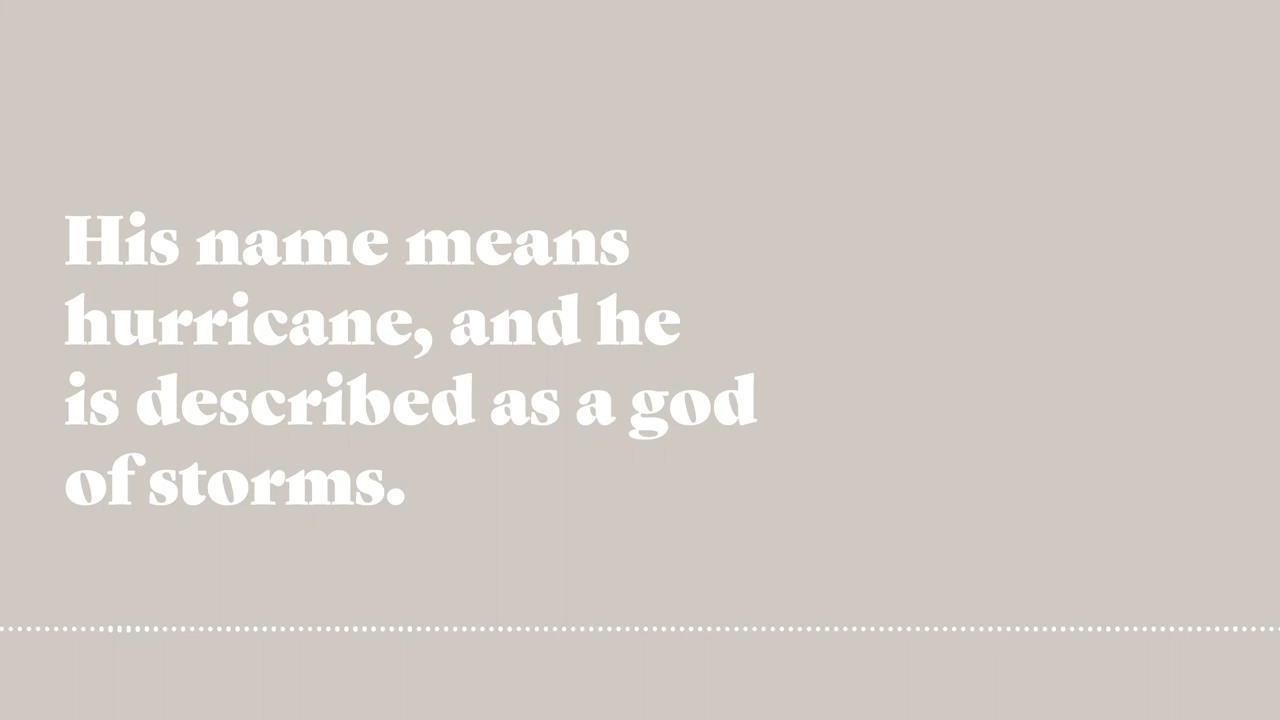 His name means
hurricane, and he
is described as a god
of storms.